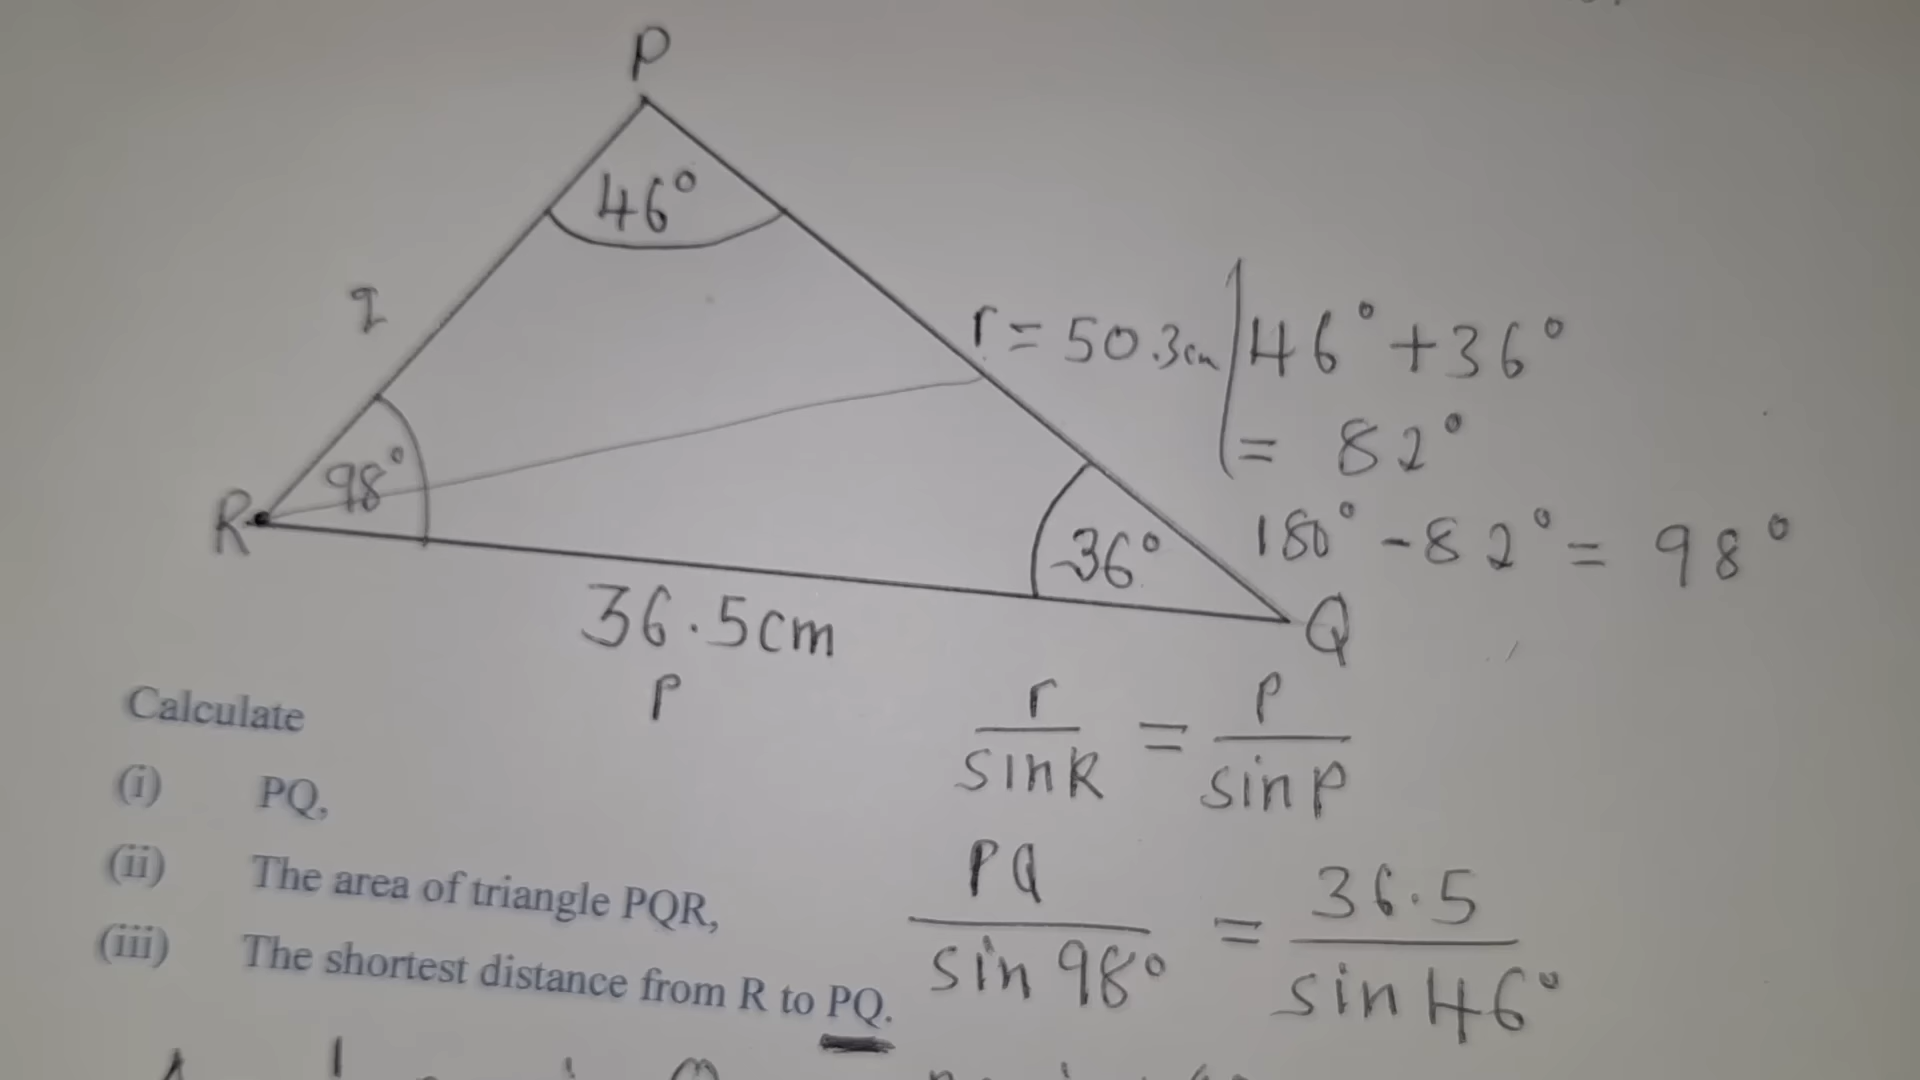 P
46°
q
r = 50.3cm
46° + 36°
= 82°
98°
R
36°
180° - 82° = 98°
Q
36.5cm
P
Calculate
(i) PQ,
(ii) The area of triangle PQR,
(iii) The shortest distance from R to PQ.
r/sinR = P/sinP
PQ/sin 98° = 36.5/sin 46°